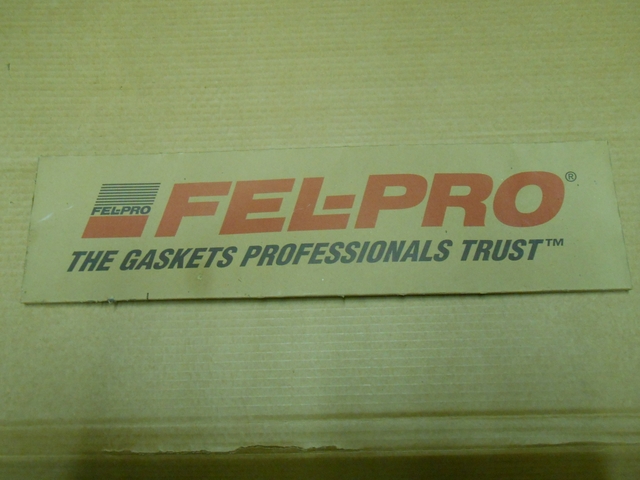 FEL-PRO
FEL-PRO®
THE GASKETS PROFESSIONALS TRUST™